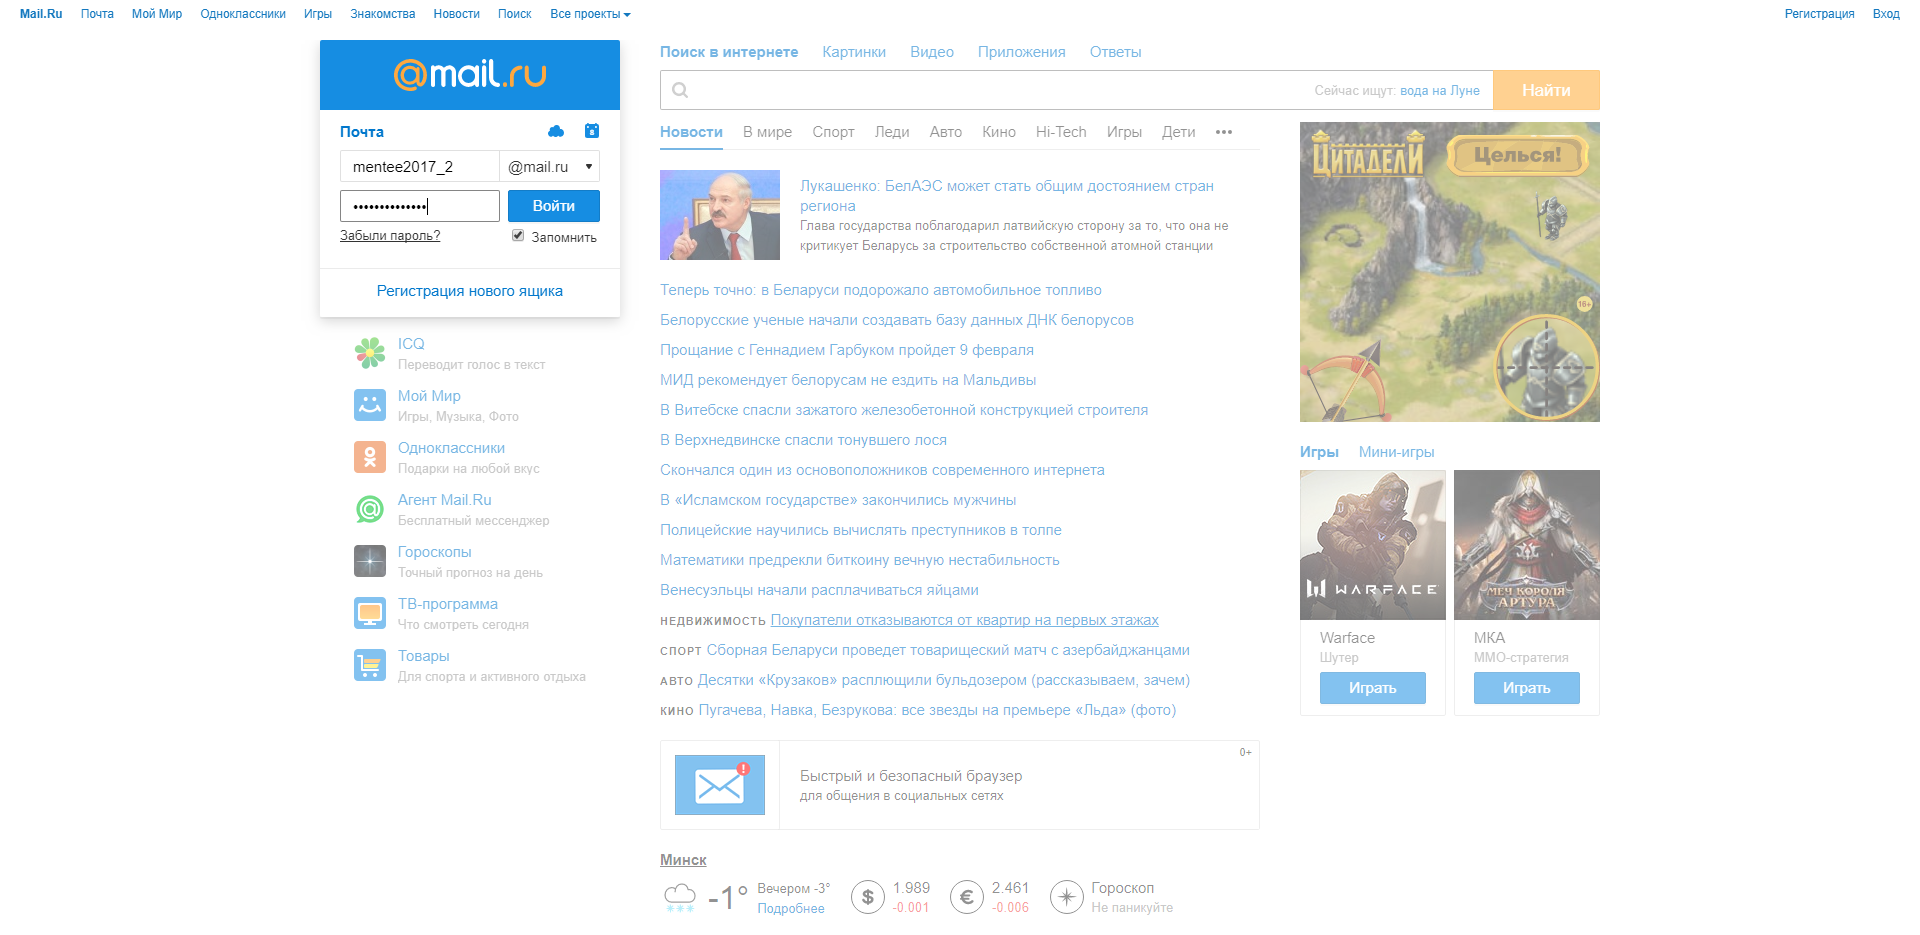 Mail.Ru Почта Мой Мир Одноклассники Игры Знакомства Новости Поиск Все проекты Регистрация Вход
@mail.ru
Почта
mentee2017_2 @mail.ru
•••••••••••••• Войти
Забыли пароль? Запомнить
Регистрация нового ящика
ICQ
Переводит голос в текст
Мой Мир
Игры, Музыка, Фото
Одноклассники
Подарки на любой вкус
Агент Mail.Ru
Бесплатный мессенджер
Гороскопы
Точный прогноз на день
ТВ-программа
Что смотреть сегодня
Товары
Для спорта и активного отдыха
Поиск в интернете Картинки Видео Приложения Ответы
Сейчас ищут: вода на Луне Найти
Новости В мире Спорт Леди Авто Кино Hi-Tech Игры Дети •••
Лукашенко: БелАЭС может стать общим достоянием стран
региона
Глава государства поблагодарил латвийскую сторону за то, что она не
критикует Беларусь за строительство собственной атомной станции
Теперь точно: в Беларуси подорожало автомобильное топливо
Белорусские ученые начали создавать базу данных ДНК белорусов
Прощание с Геннадием Гарбуком пройдет 9 февраля
МИД рекомендует белорусам не ездить на Мальдивы
В Витебске спасли зажатого железобетонной конструкцией строителя
В Верхнедвинске спасли тонувшего лося
Скончался один из основоположников современного интернета
В «Исламском государстве» закончились мужчины
Полицейские научились вычислять преступников в толпе
Математики предрекли биткоину вечную нестабильность
Венесуэльцы начали расплачиваться яйцами
НЕДВИЖИМОСТЬ Покупатели отказываются от квартир на первых этажах
СПОРТ Сборная Беларуси проведет товарищеский матч с азербайджанцами
АВТО Десятки «Крузаков» расплющили бульдозером (рассказываем, зачем)
КИНО Пугачева, Навка, Безрукова: все звезды на премьере «Льда» (фото)
0+
Быстрый и безопасный браузер
для общения в социальных сетях
Минск
-1° Вечером -3°
Подробнее
$ 1.989
-0.001
€ 2.461
-0.006
Гороскоп
Не паникуйте
ЦИТАДЕЛИ Целься!
16+
Игры Мини-игры
WARFACE
МЕЧ КОРОЛЯ
АРТУРА
Warface
Шутер
Играть
МКА
ММО-стратегия
Играть